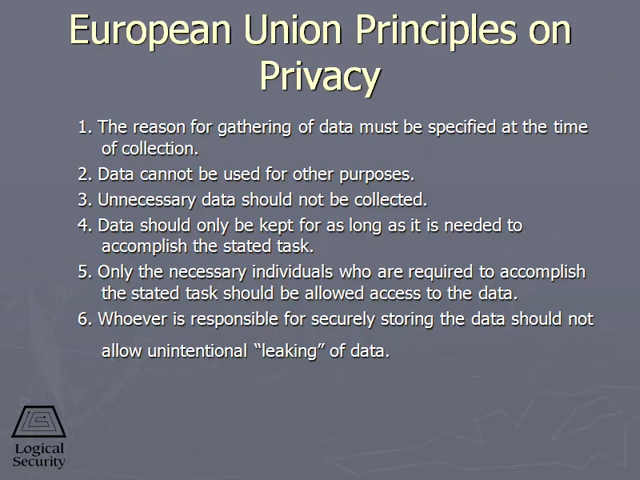 European Union Principles on
Privacy
1. The reason for gathering of data must be specified at the time
of collection.
2. Data cannot be used for other purposes.
3. Unnecessary data should not be collected.
4. Data should only be kept for as long as it is needed to
accomplish the stated task.
5. Only the necessary individuals who are required to accomplish
the stated task should be allowed access to the data.
6. Whoever is responsible for securely storing the data should not
allow unintentional “leaking” of data.
Logical
Security